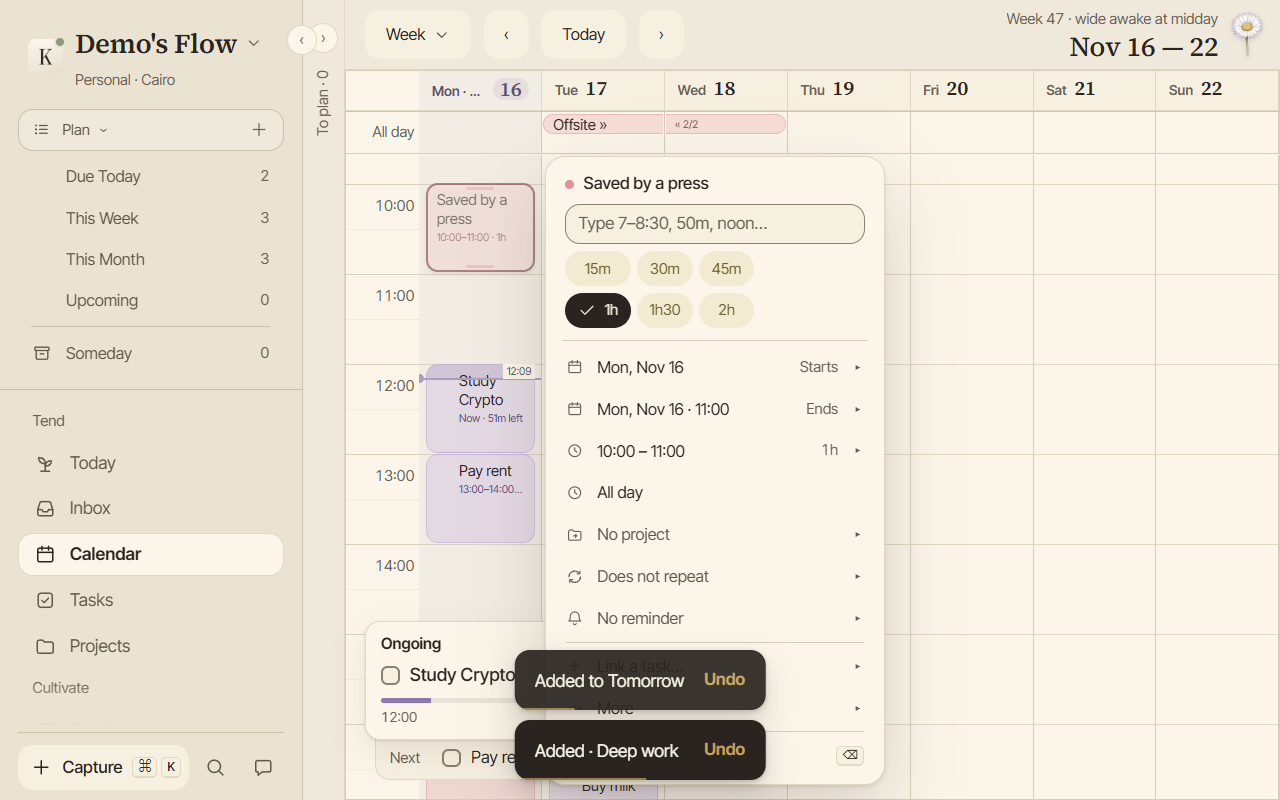 K
Demo's Flow
Personal · Cairo
Plan
Due Today 2
This Week 3
This Month 3
Upcoming 0
Someday 0
Tend
Today
Inbox
Calendar
Tasks
Projects
Cultivate
Capture ⌘ K
To plan · 0
Week
Today
Week 47 · wide awake at midday
Nov 16 — 22
Mon · ... 16
Tue 17
Wed 18
Thu 19
Fri 20
Sat 21
Sun 22
All day
Offsite »
« 2/2
10:00
11:00
12:00
13:00
14:00
Saved by a
press
10:00–11:00 · 1h
12:09
Study
Crypto
Now · 51m left
Pay rent
13:00–14:00...
Saved by a press
Type 7–8:30, 50m, noon...
15m 30m 45m
1h 1h30 2h
Mon, Nov 16 Starts
Mon, Nov 16 · 11:00 Ends
10:00 – 11:00 1h
All day
No project
Does not repeat
No reminder
Link a task...
More
Ongoing
Study Crypto
12:00
Next Pay re
Added to Tomorrow Undo
Added · Deep work Undo
Buy milk